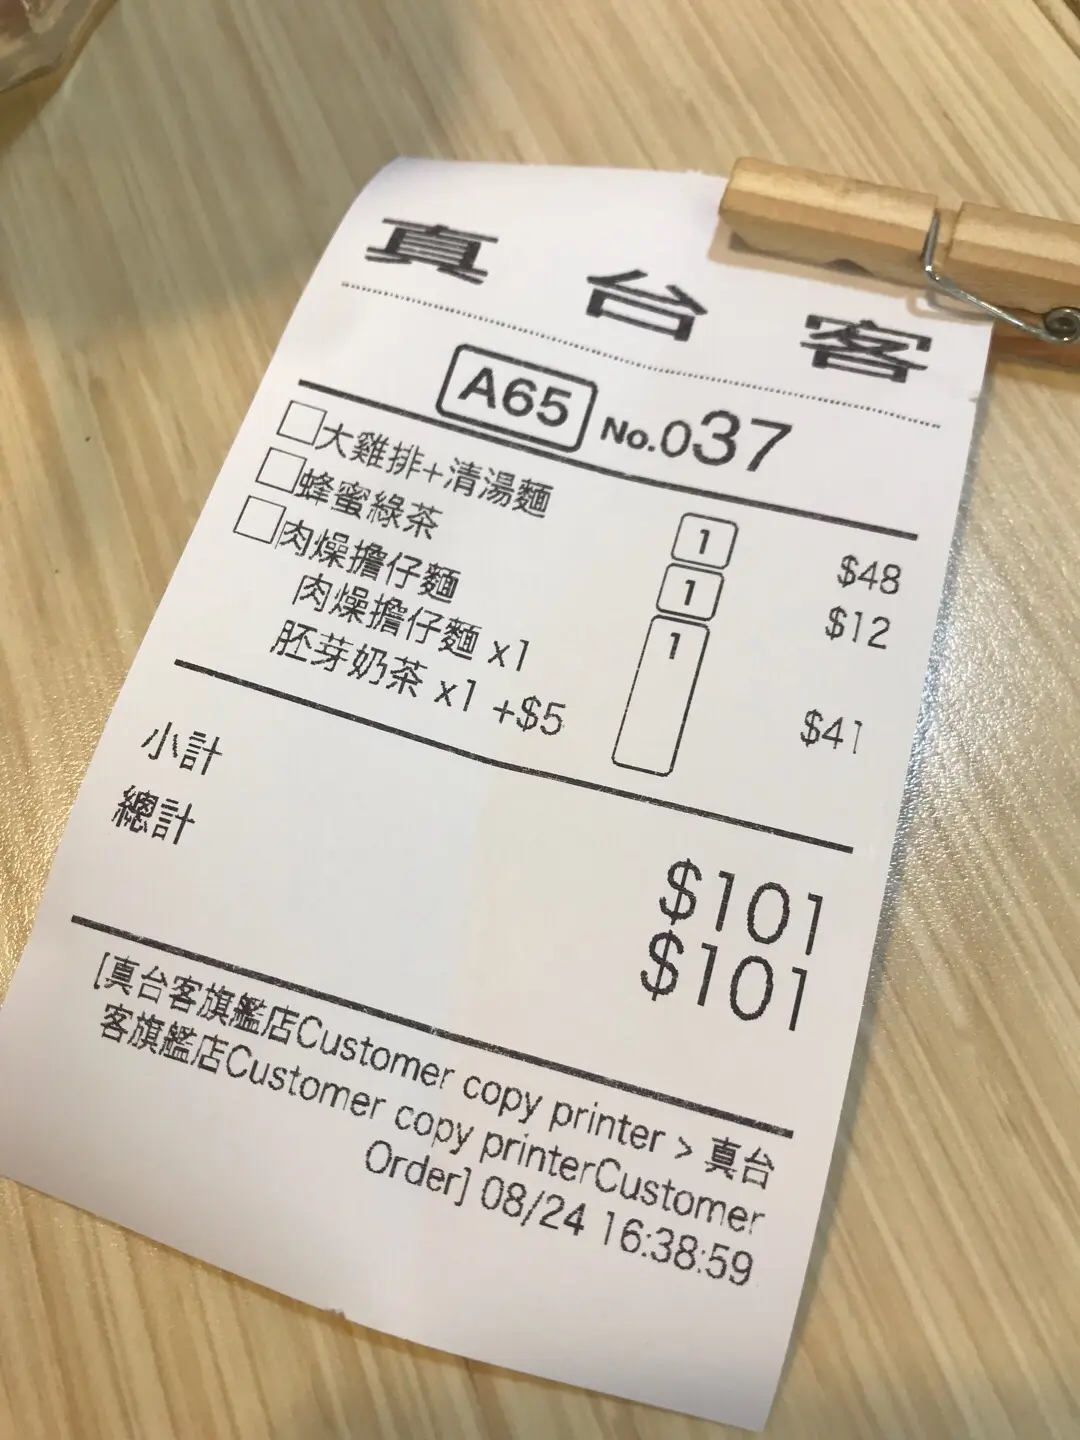 真台客
A65 No.037
大雞排+清湯麵 1 $48
蜂蜜綠茶 1 $12
肉燥擔仔麵 1 $41
肉燥擔仔麵 x1
胚芽奶茶 x1 +$5
小計 $101
總計 $101
[真台客旗艦店Customer copy printer > 真台
客旗艦店Customer copy printerCustomer
Order] 08/24 16:38:59